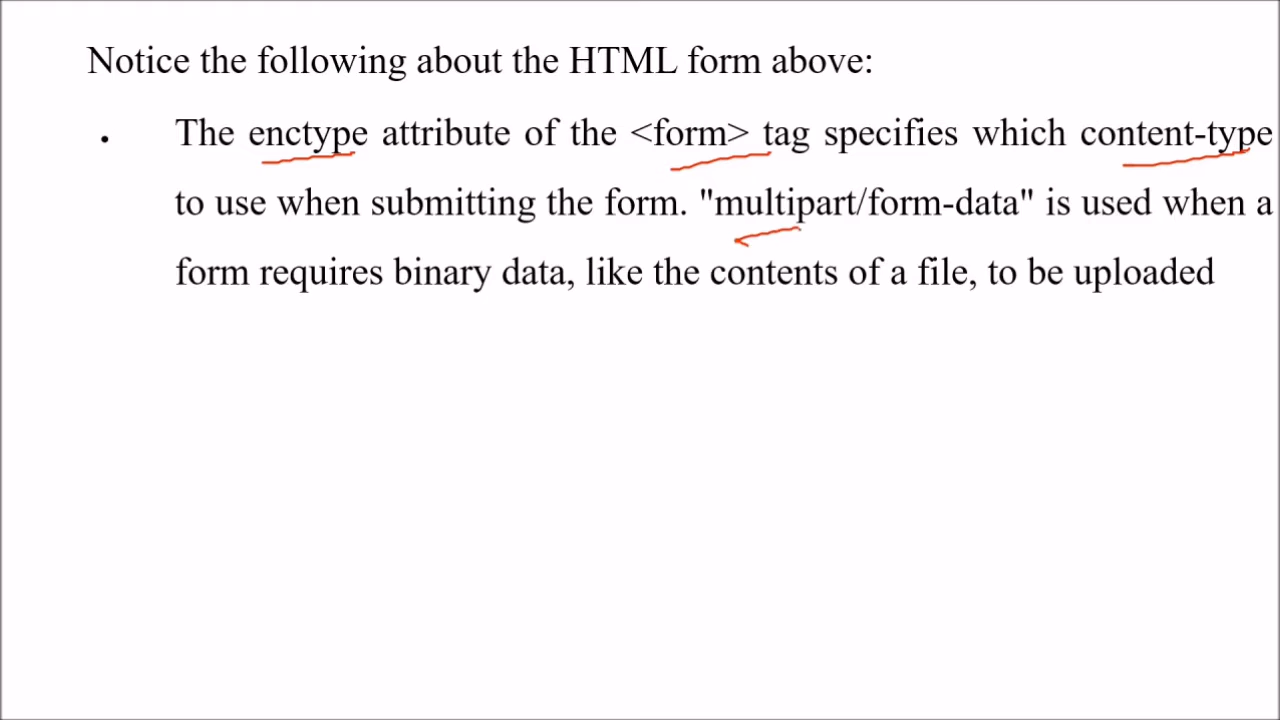 Notice the following about the HTML form above:
• The enctype attribute of the <form> tag specifies which content-type
to use when submitting the form. "multipart/form-data" is used when a
form requires binary data, like the contents of a file, to be uploaded